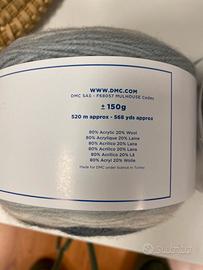 WWW.DMC.COM
DMC SAS - F68057 MULHOUSE Cedex
± 150g
520 m approx - 568 yds approx
80% Acrylic 20% Wool
80% Acrylique 20% Laine
80% Acrilico 20% Lana
80% Acrílico 20% Lana
80% Acrílico 20% Lã
80% Acryl 20% Wolle
Made for DMC under licence in Turkey
Subito.it